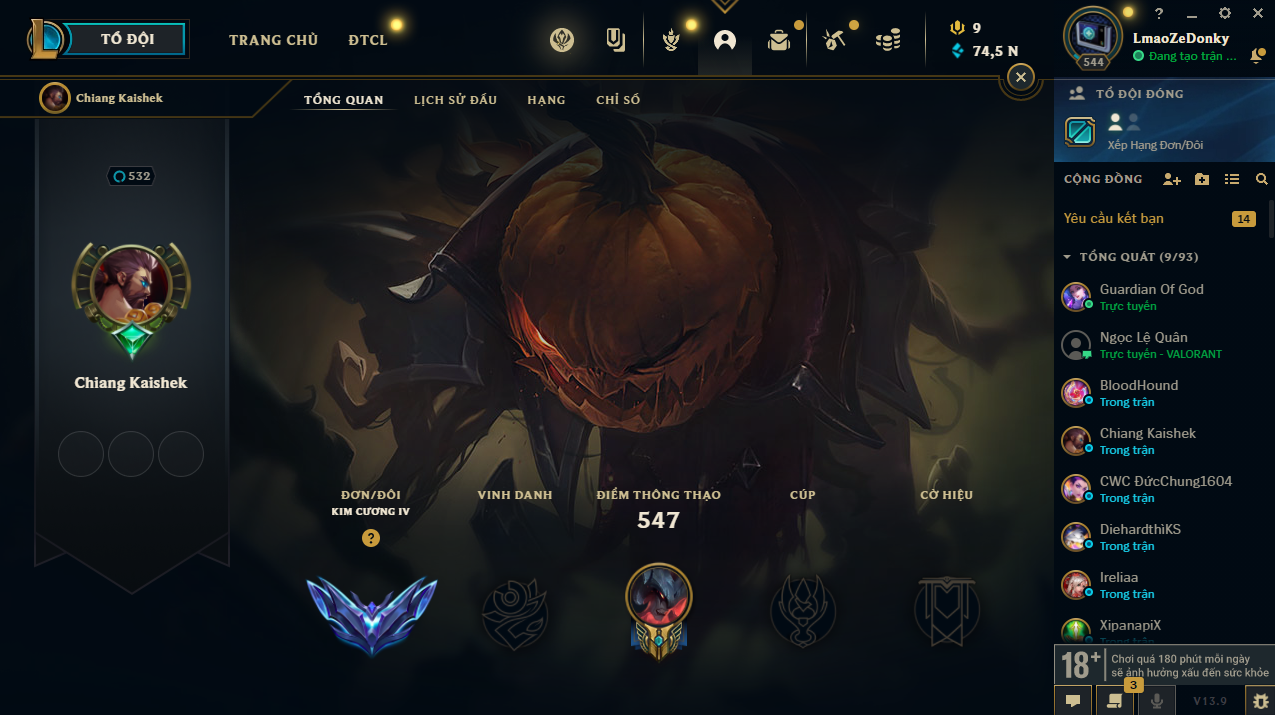 TỔ ĐỘI
TRANG CHỦ
ĐTCL
9
74,5 N
544
?
LmaoZeDonky
Đang tạo trận ...
Chiang Kaishek
TỔNG QUAN
LỊCH SỬ ĐẤU
HẠNG
CHỈ SỐ
532
Chiang Kaishek
ĐƠN/ĐÔI
KIM CƯƠNG IV
?
VINH DANH
ĐIỂM THÔNG THẠO
547
CÚP
CỜ HIỆU
TỔ ĐỘI ĐÓNG
Xếp Hạng Đơn/Đôi
CỘNG ĐỒNG
Yêu cầu kết bạn
14
TỔNG QUÁT (9/93)
Guardian Of God
Trực tuyến
Ngọc Lệ Quân
Trực tuyến - VALORANT
BloodHound
Trong trận
Chiang Kaishek
Trong trận
CWC ĐứcChung1604
Trong trận
DiehardthìKS
Trong trận
Ireliaa
Trong trận
XipanapiX
Trong trận
18+
Chơi quá 180 phút mỗi ngày
sẽ ảnh hưởng xấu đến sức khỏe
3
V13.9